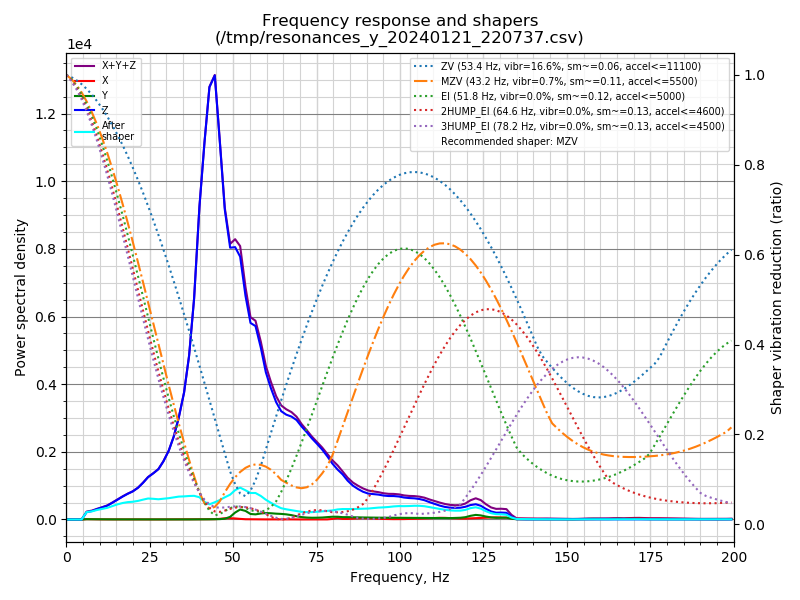 Frequency response and shapers
(/tmp/resonances_y_20240121_220737.csv)
1e4
X+Y+Z
X
Y
Z
After
shaper
ZV (53.4 Hz, vibr=16.6%, sm~=0.06, accel<=11100)
MZV (43.2 Hz, vibr=0.7%, sm~=0.11, accel<=5500)
EI (51.8 Hz, vibr=0.0%, sm~=0.12, accel<=5000)
2HUMP_EI (64.6 Hz, vibr=0.0%, sm~=0.13, accel<=4600)
3HUMP_EI (78.2 Hz, vibr=0.0%, sm~=0.13, accel<=4500)
Recommended shaper: MZV
Power spectral density
1.2
1.0
0.8
0.6
0.4
0.2
0.0
1.0
0.8
0.6
0.4
0.2
0.0
Shaper vibration reduction (ratio)
0 25 50 75 100 125 150 175 200
Frequency, Hz